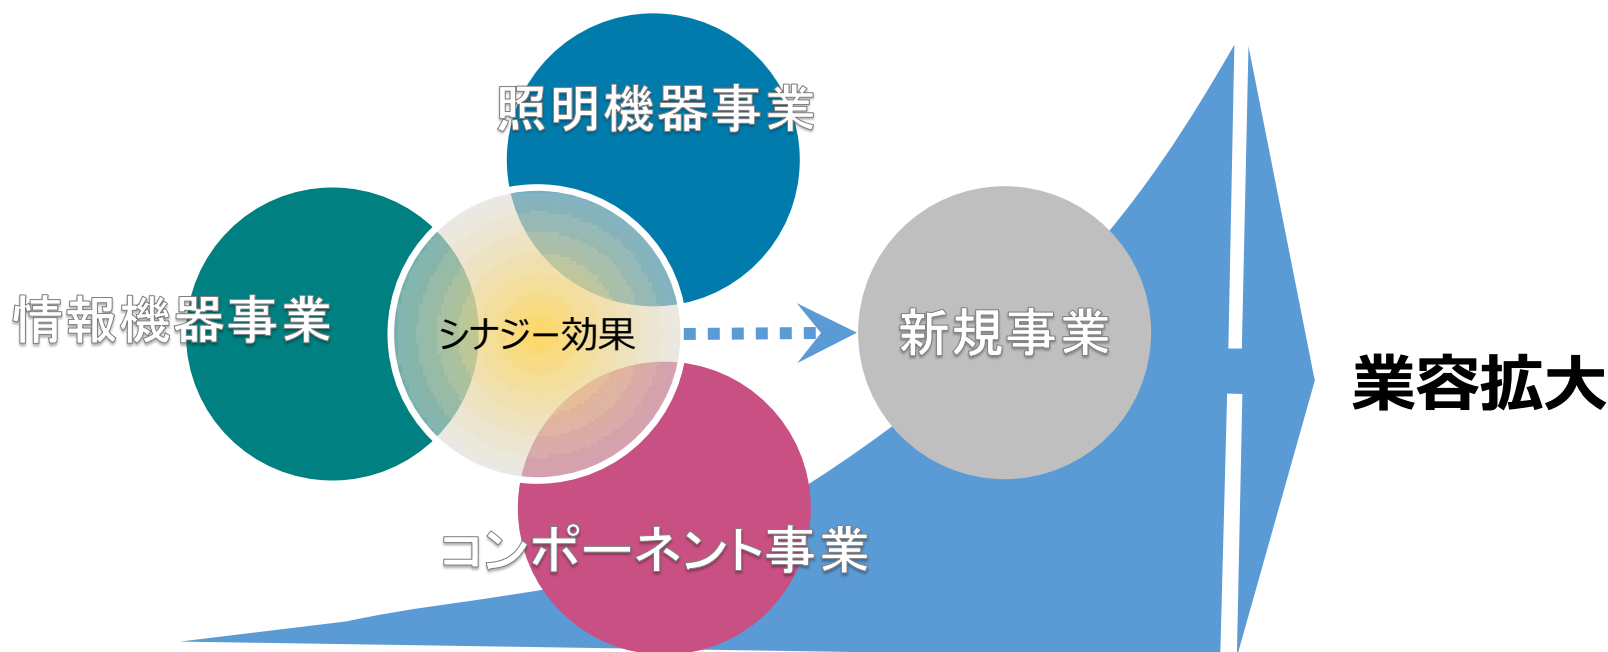 照明機器事業
情報機器事業
シナジー効果
新規事業
業容拡大
コンポーネント事業